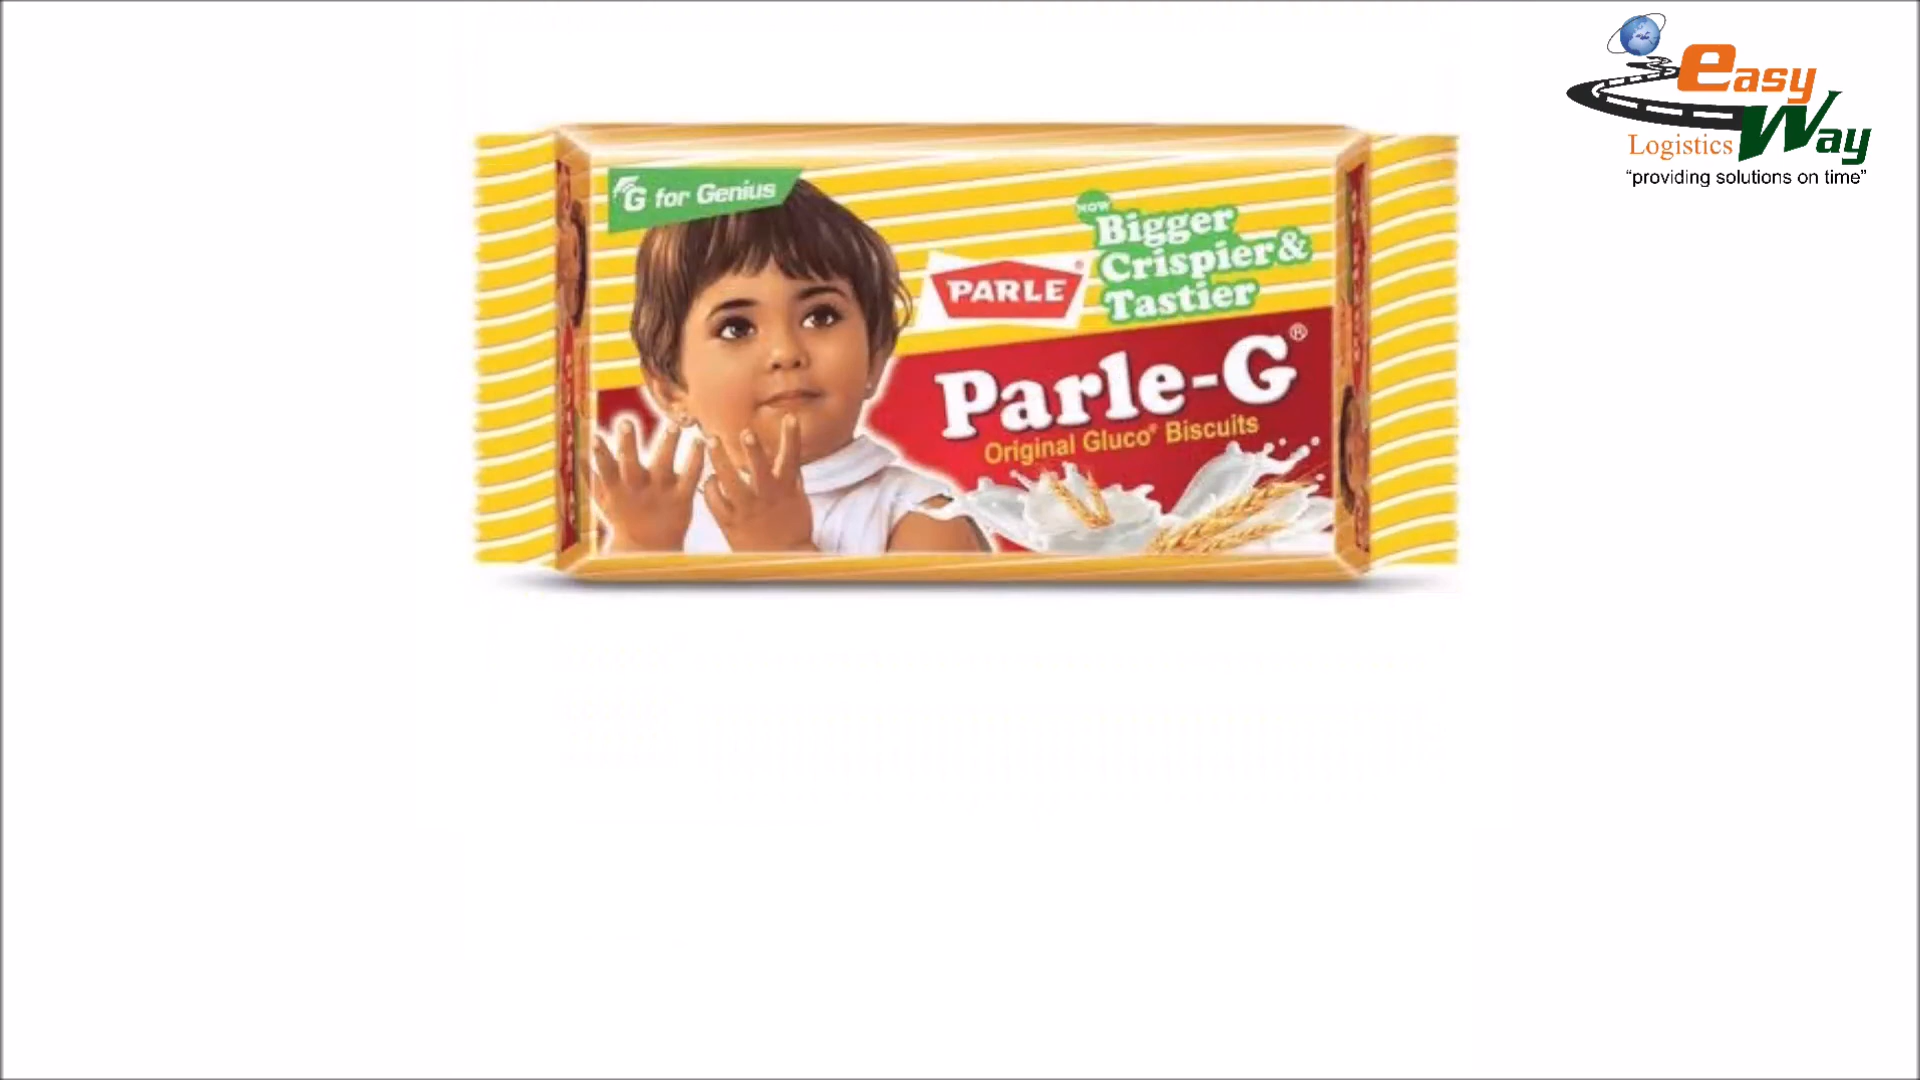 easy
Way
Logistics
“providing solutions on time”
G for Genius
NOW
Bigger
Crispier &
Tastier
PARLE®
Parle-G®
Original Gluco® Biscuits